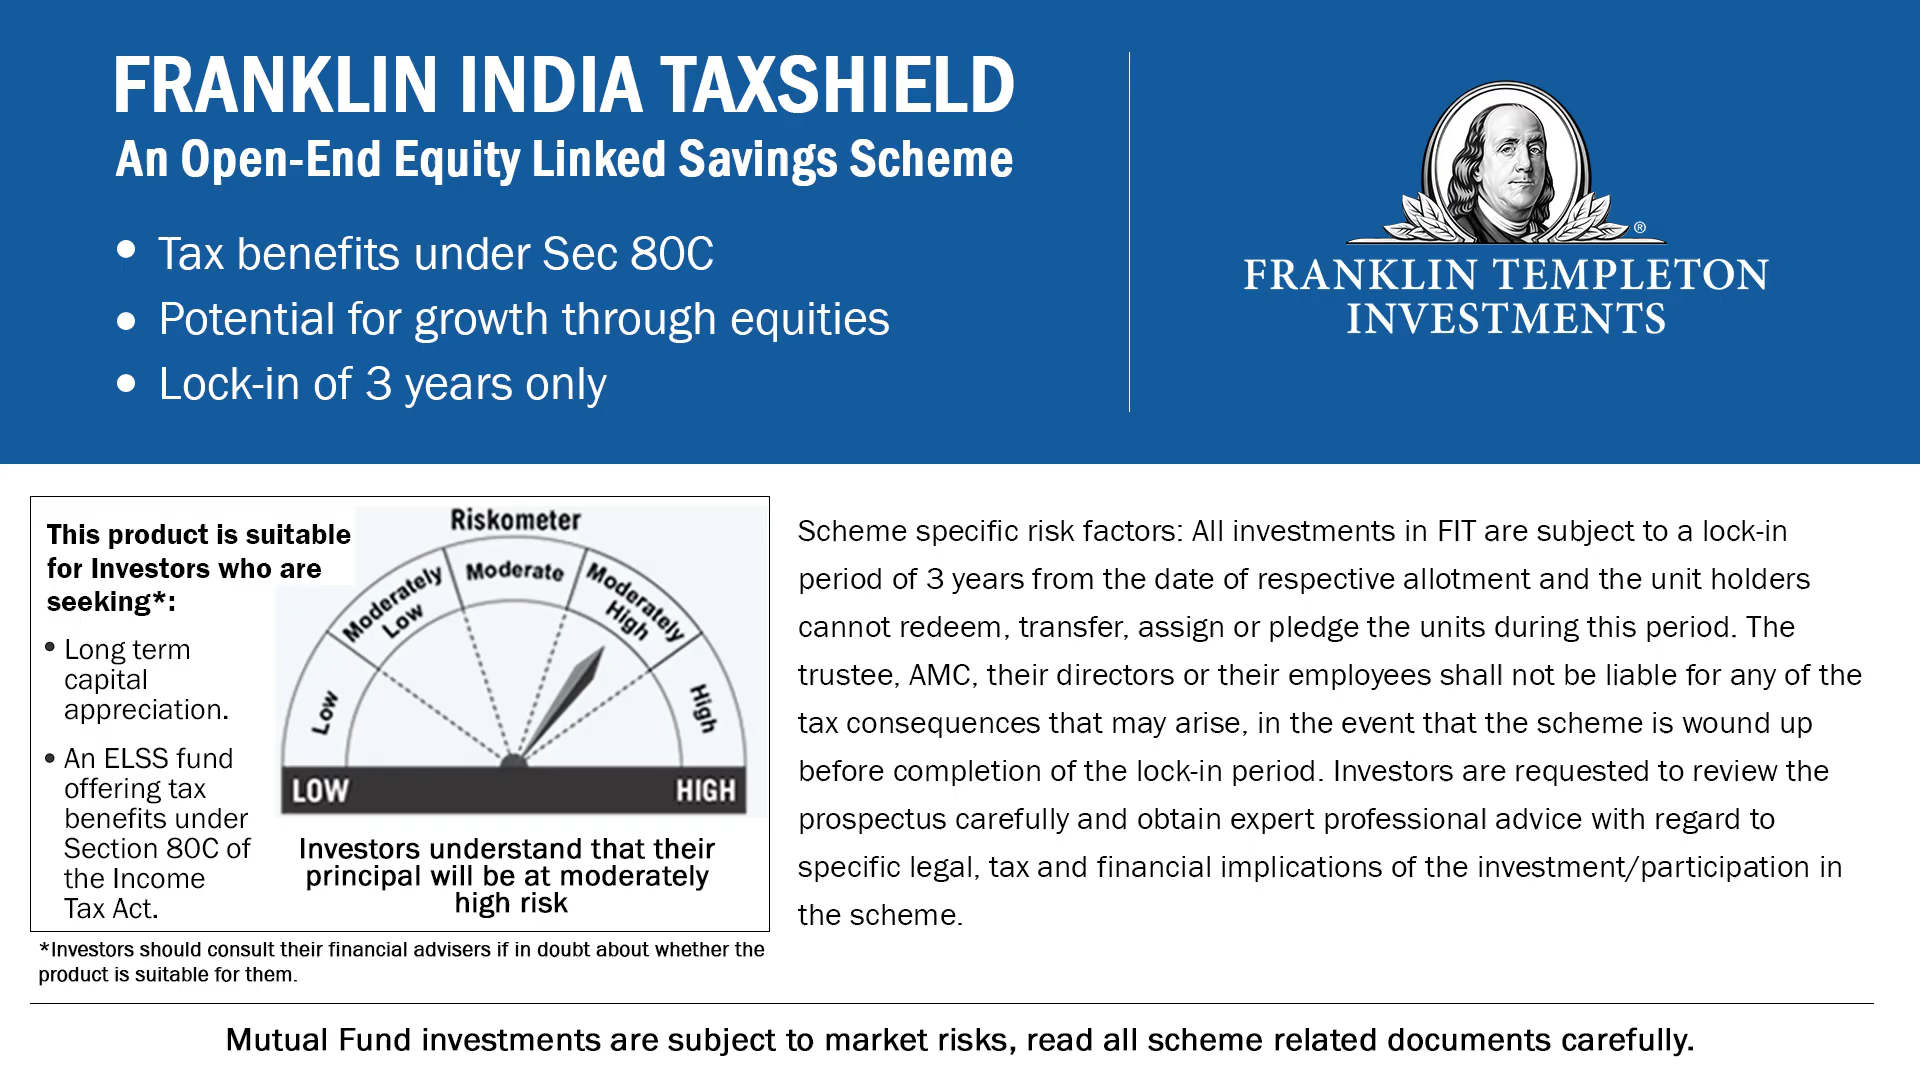 FRANKLIN INDIA TAXSHIELD
An Open-End Equity Linked Savings Scheme
• Tax benefits under Sec 80C
• Potential for growth through equities
• Lock-in of 3 years only
®
FRANKLIN TEMPLETON
INVESTMENTS
This product is suitable
for Investors who are
seeking*:
• Long term
capital
appreciation.
• An ELSS fund
offering tax
benefits under
Section 80C of
the Income
Tax Act.
Riskometer
Low
Moderately
Low
Moderate
Moderately
High
High
LOW
HIGH
Investors understand that their
principal will be at moderately
high risk
*Investors should consult their financial advisers if in doubt about whether the
product is suitable for them.
Scheme specific risk factors: All investments in FIT are subject to a lock-in
period of 3 years from the date of respective allotment and the unit holders
cannot redeem, transfer, assign or pledge the units during this period. The
trustee, AMC, their directors or their employees shall not be liable for any of the
tax consequences that may arise, in the event that the scheme is wound up
before completion of the lock-in period. Investors are requested to review the
prospectus carefully and obtain expert professional advice with regard to
specific legal, tax and financial implications of the investment/participation in
the scheme.
Mutual Fund investments are subject to market risks, read all scheme related documents carefully.